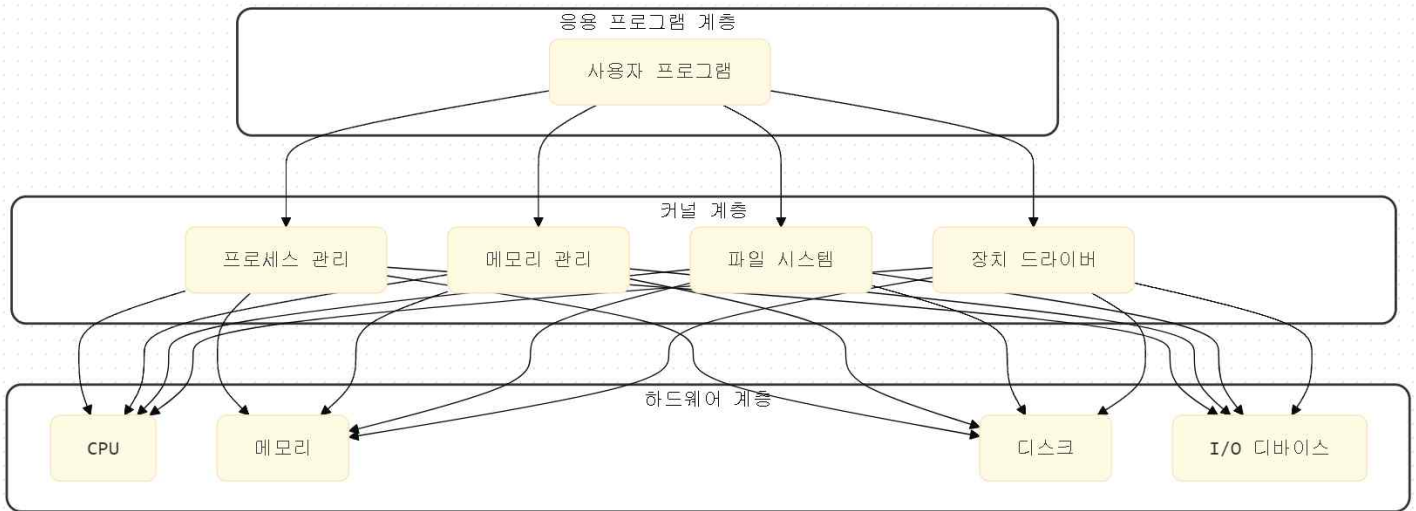 응용 프로그램 계층
사용자 프로그램
커널 계층
프로세스 관리
메모리 관리
파일 시스템
장치 드라이버
하드웨어 계층
CPU
메모리
디스크
I/O 디바이스